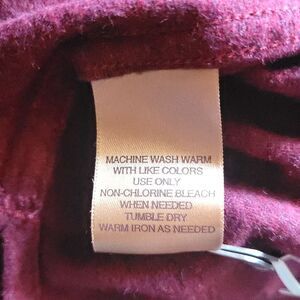 MACHINE WASH WARM
WITH LIKE COLORS
USE ONLY
NON-CHLORINE BLEACH
WHEN NEEDED
TUMBLE DRY
WARM IRON AS NEEDED